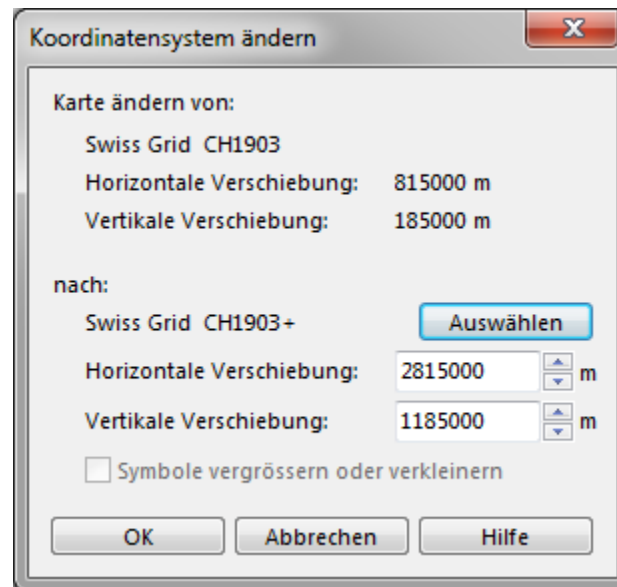 Koordinatensystem ändern
Karte ändern von:
Swiss Grid CH1903
Horizontale Verschiebung: 815000 m
Vertikale Verschiebung: 185000 m
nach:
Swiss Grid CH1903+ Auswählen
Horizontale Verschiebung: 2815000 m
Vertikale Verschiebung: 1185000 m
Symbole vergrössern oder verkleinern
OK Abbrechen Hilfe